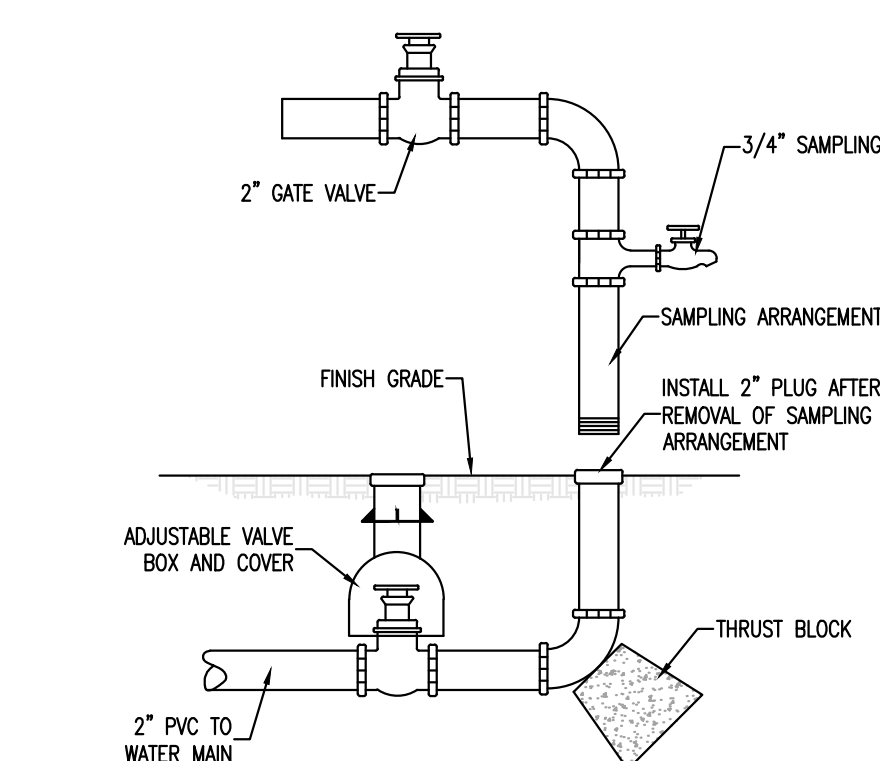 3/4” SAMPLING
2” GATE VALVE
SAMPLING ARRANGEMENT
FINISH GRADE
INSTALL 2” PLUG AFTER
REMOVAL OF SAMPLING
ARRANGEMENT
ADJUSTABLE VALVE
BOX AND COVER
THRUST BLOCK
2” PVC TO
WATER MAIN